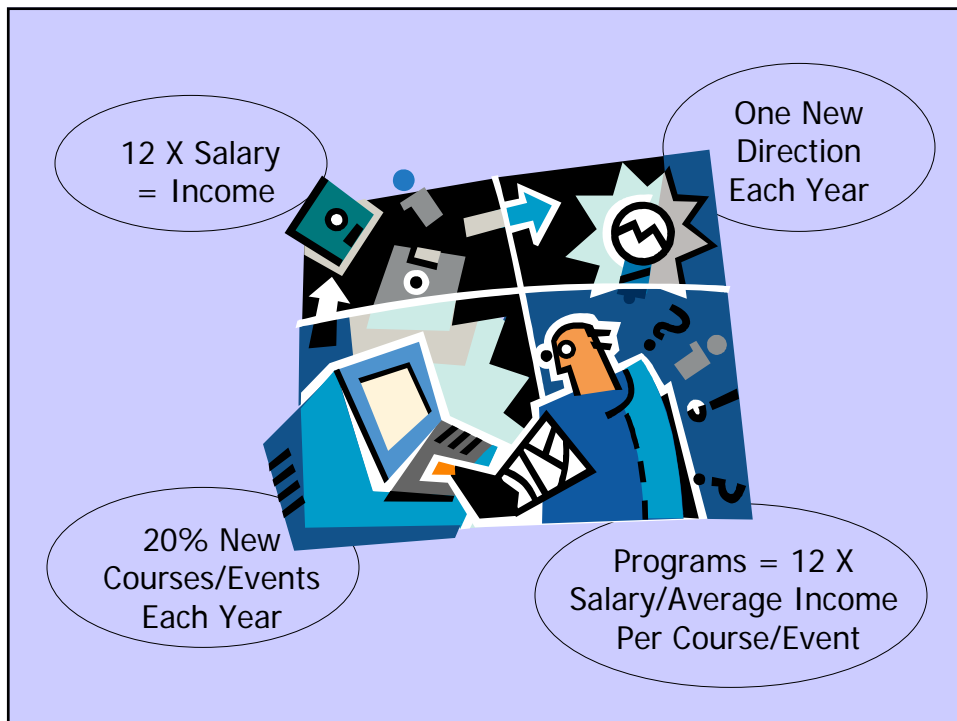 12 X Salary
= Income
One New
Direction
Each Year
20% New
Courses/Events
Each Year
Programs = 12 X
Salary/Average Income
Per Course/Event